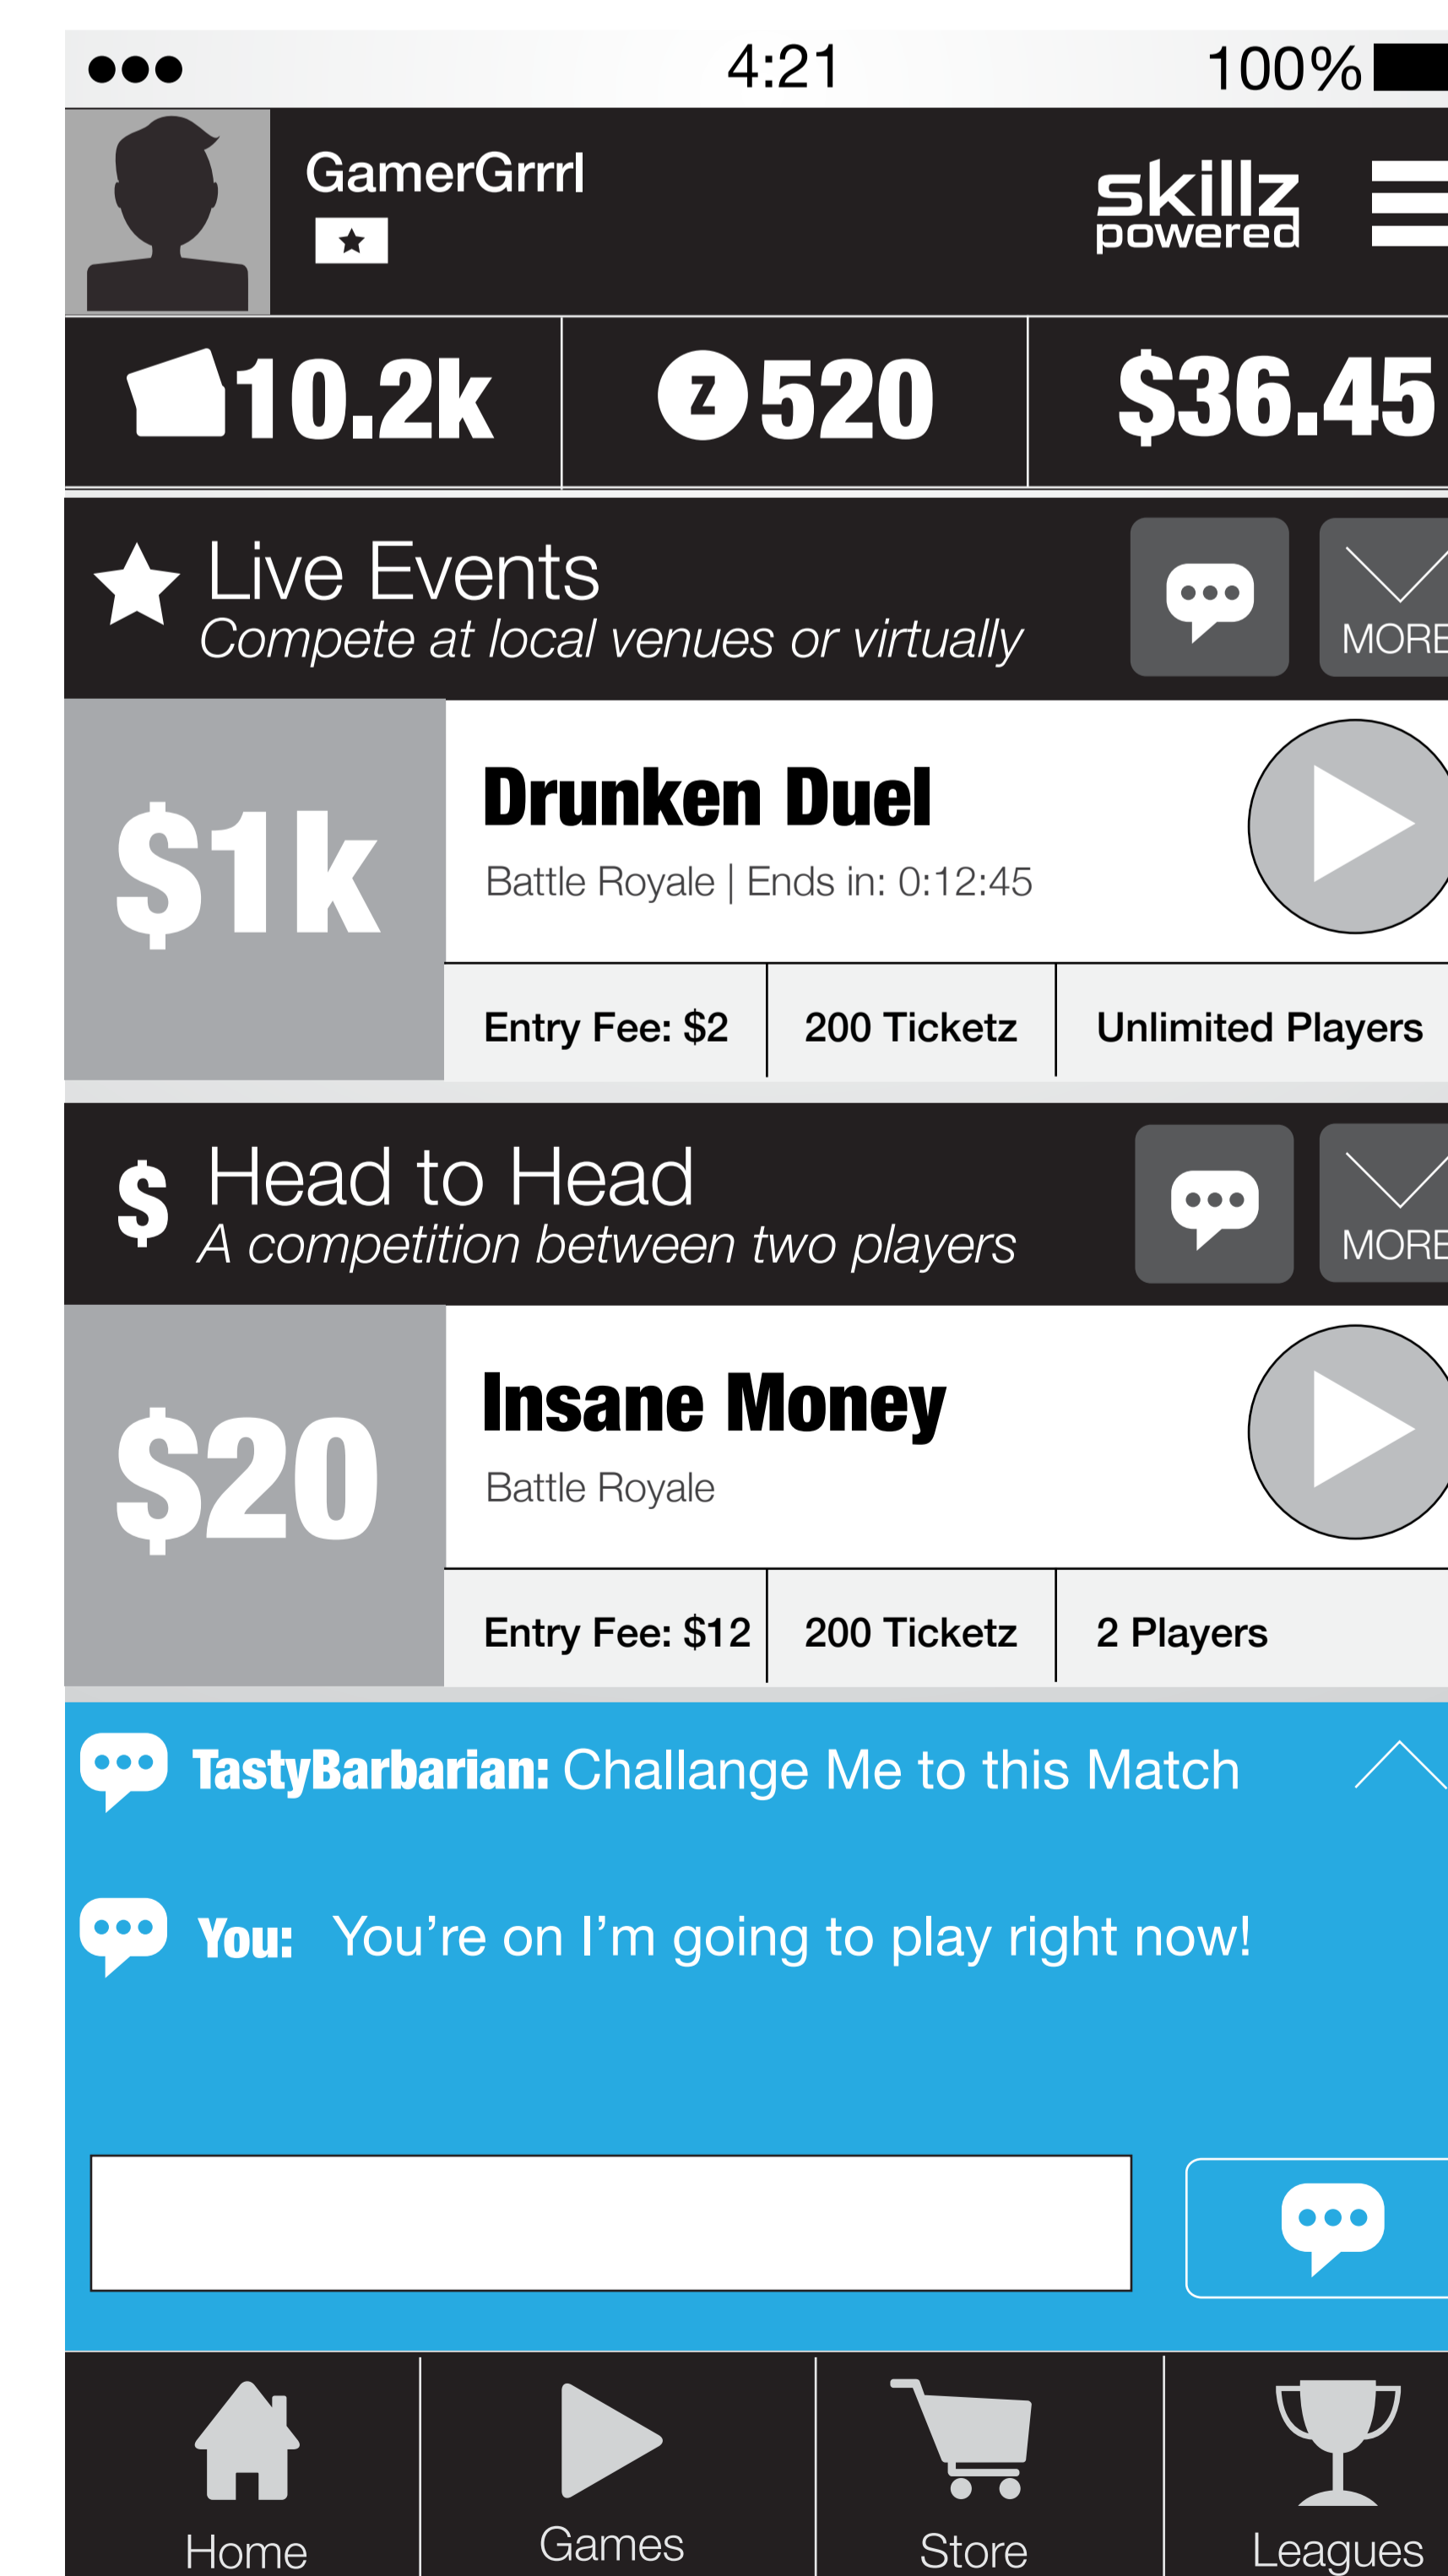 4:21 100%
GamerGrrrl
skillz
powered
10.2k Z 520 $36.45
Live Events
Compete at local venues or virtually
MORE
$1k
Drunken Duel
Battle Royale | Ends in: 0:12:45
Entry Fee: $2 200 Ticketz Unlimited Players
$ Head to Head
A competition between two players
MORE
$20
Insane Money
Battle Royale
Entry Fee: $12 200 Ticketz 2 Players
TastyBarbarian: Challange Me to this Match
You: You’re on I’m going to play right now!
Home Games Store Leagues